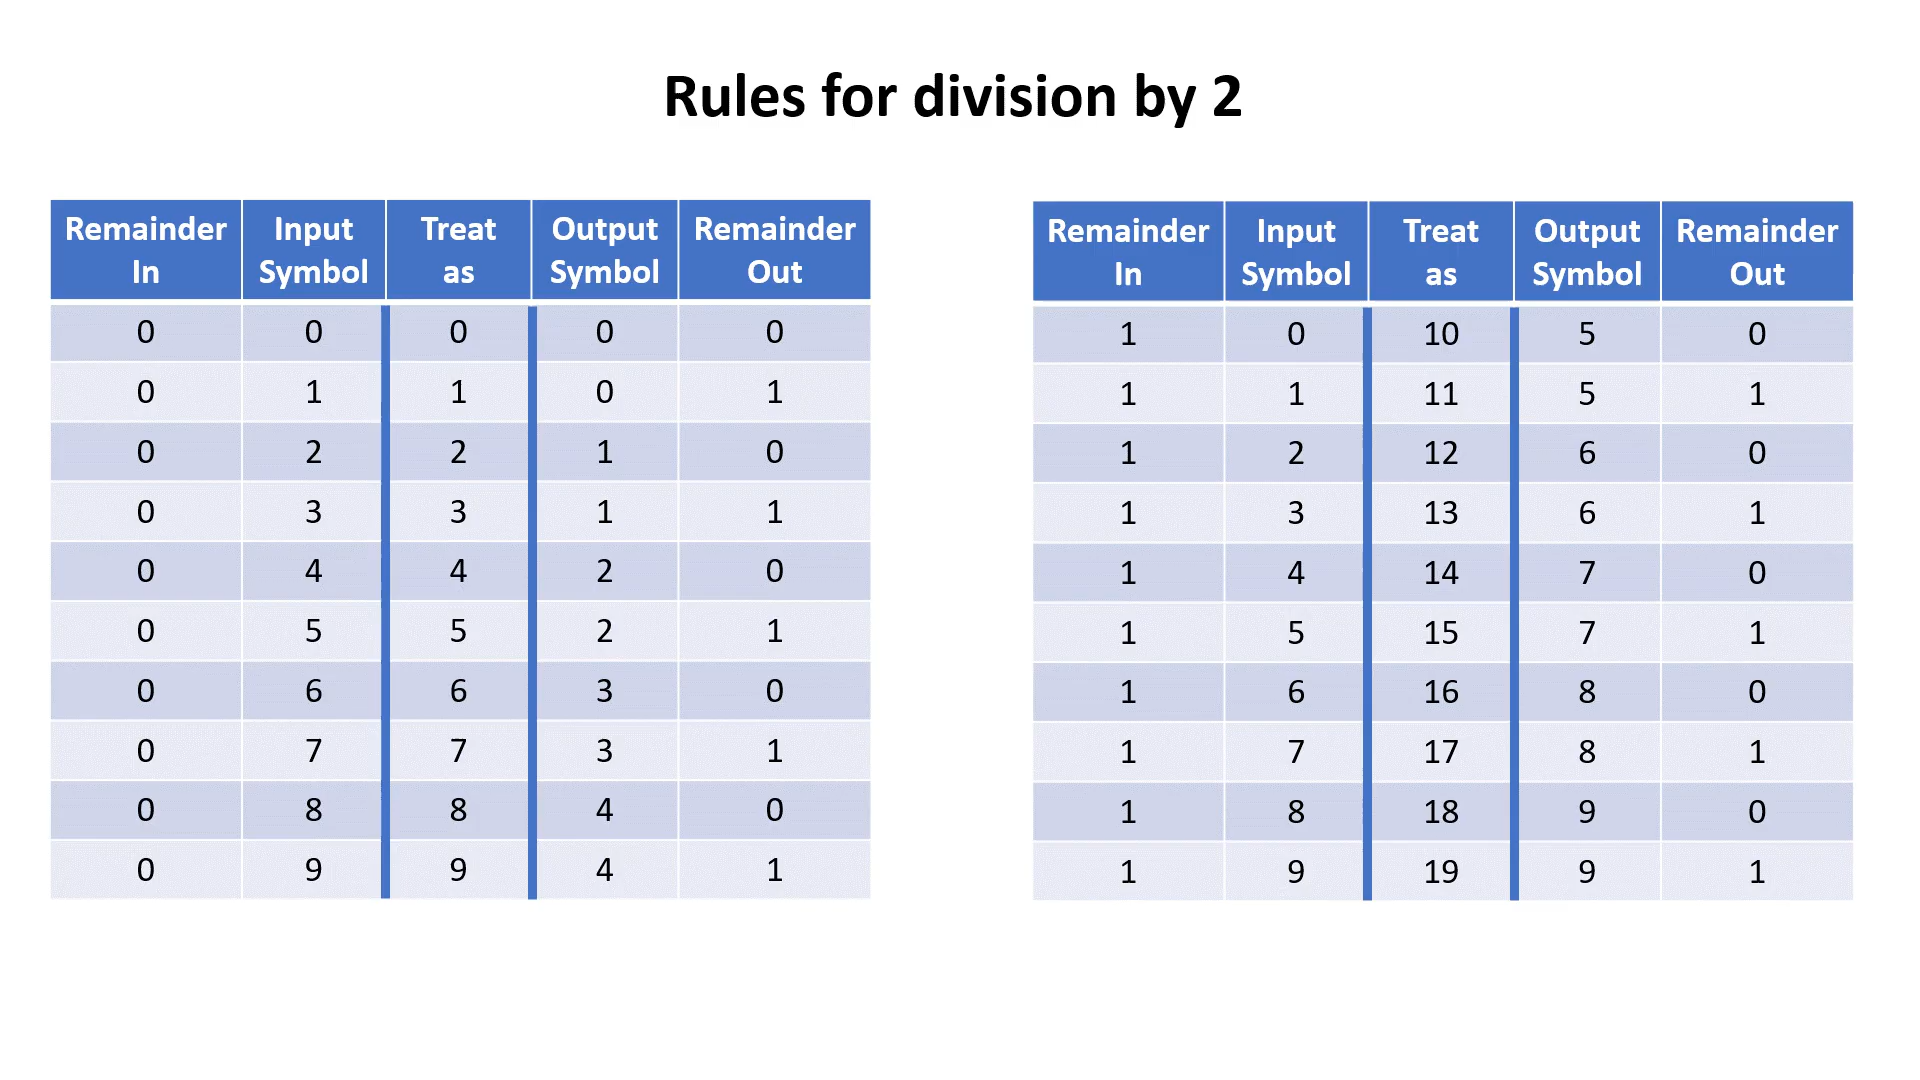 Rules for division by 2
Remainder In Input Symbol Treat as Output Symbol Remainder Out
0 0 0 0 0
0 1 1 0 1
0 2 2 1 0
0 3 3 1 1
0 4 4 2 0
0 5 5 2 1
0 6 6 3 0
0 7 7 3 1
0 8 8 4 0
0 9 9 4 1
Remainder In Input Symbol Treat as Output Symbol Remainder Out
1 0 10 5 0
1 1 11 5 1
1 2 12 6 0
1 3 13 6 1
1 4 14 7 0
1 5 15 7 1
1 6 16 8 0
1 7 17 8 1
1 8 18 9 0
1 9 19 9 1